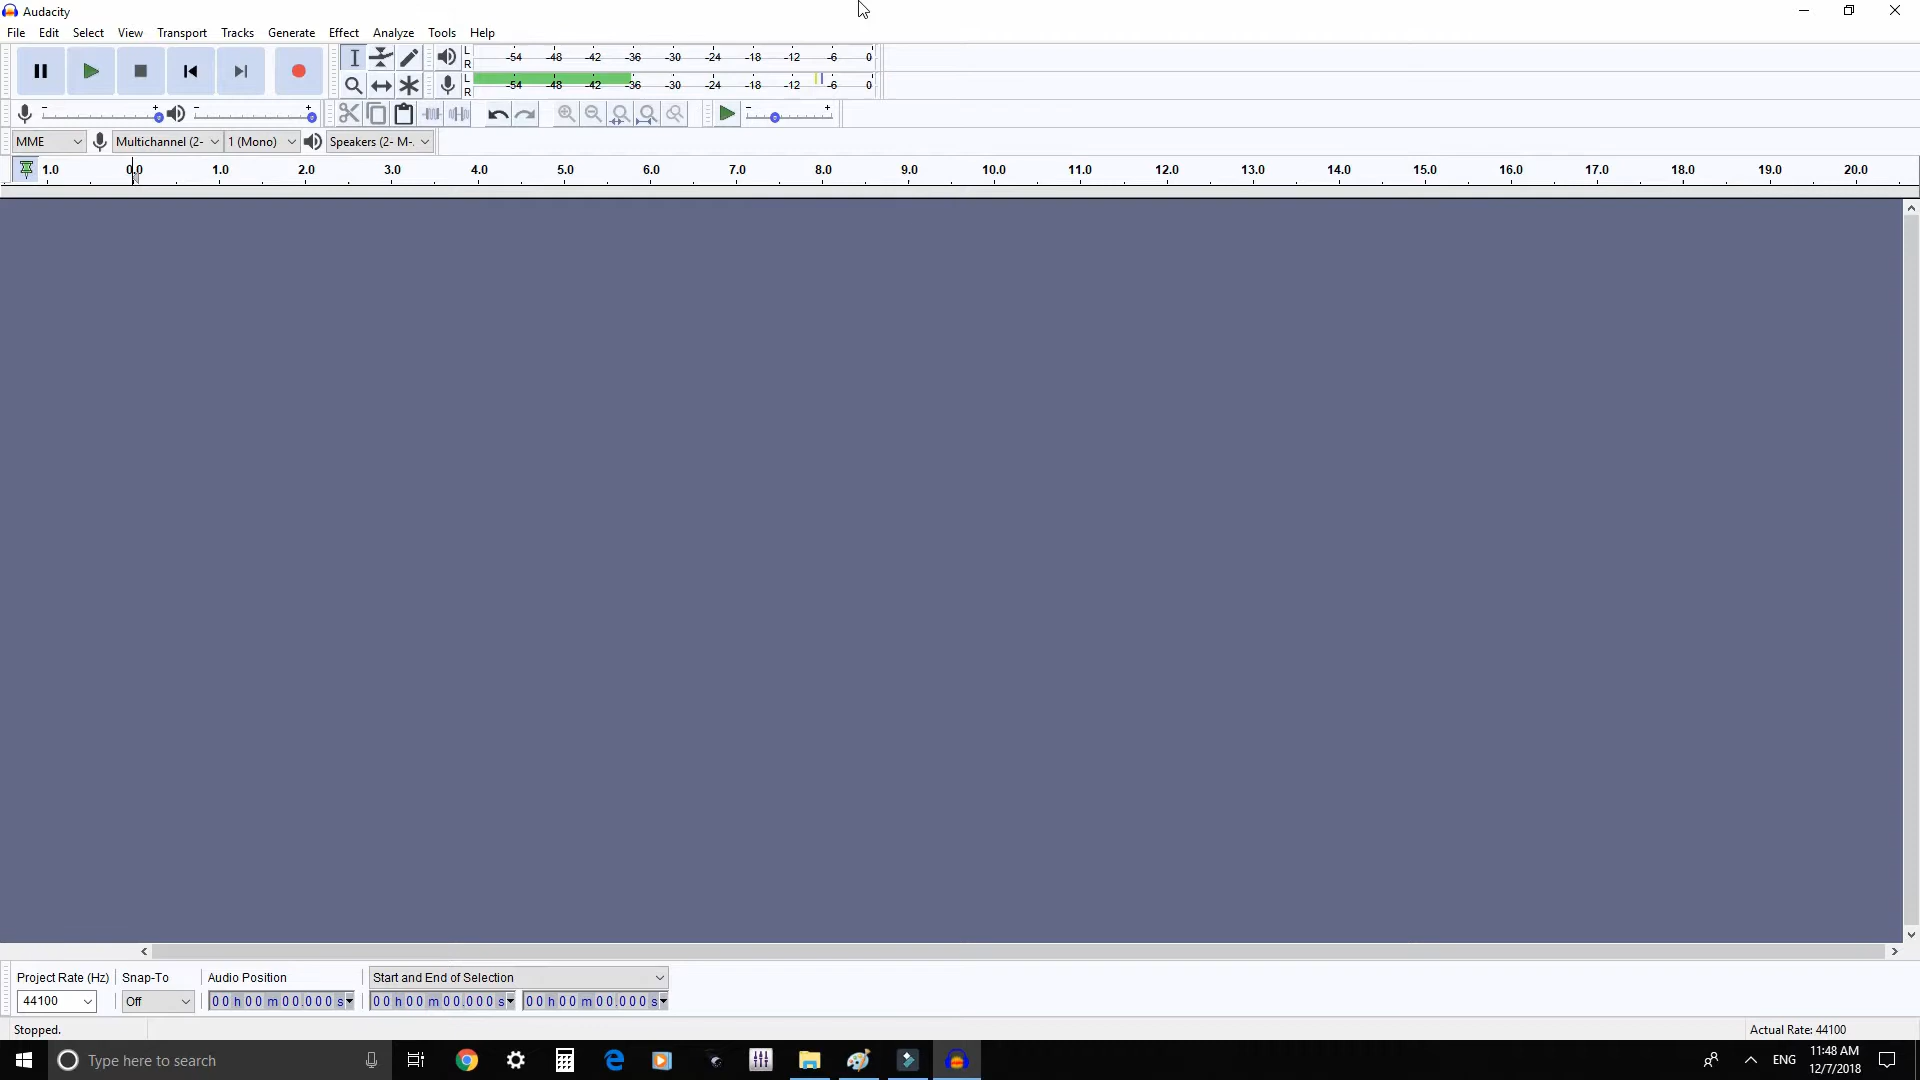 Audacity
File Edit Select View Transport Tracks Generate Effect Analyze Tools Help
L
R
-54 -48 -42 -36 -30 -24 -18 -12 -6 0
L
R
-54 -48 -42 -36 -30 -24 -18 -12 -6 0
- + - + - +
MME Multichannel (2- 1 (Mono) Speakers (2- M-.
1.0 0.0 1.0 2.0 3.0 4.0 5.0 6.0 7.0 8.0 9.0 10.0 11.0 12.0 13.0 14.0 15.0 16.0 17.0 18.0 19.0 20.0
Project Rate (Hz) Snap-To Audio Position Start and End of Selection
44100 Off 00 h 00 m 00.000 s 00 h 00 m 00.000 s 00 h 00 m 00.000 s
Stopped. Actual Rate: 44100
Type here to search
ENG
11:48 AM
12/7/2018